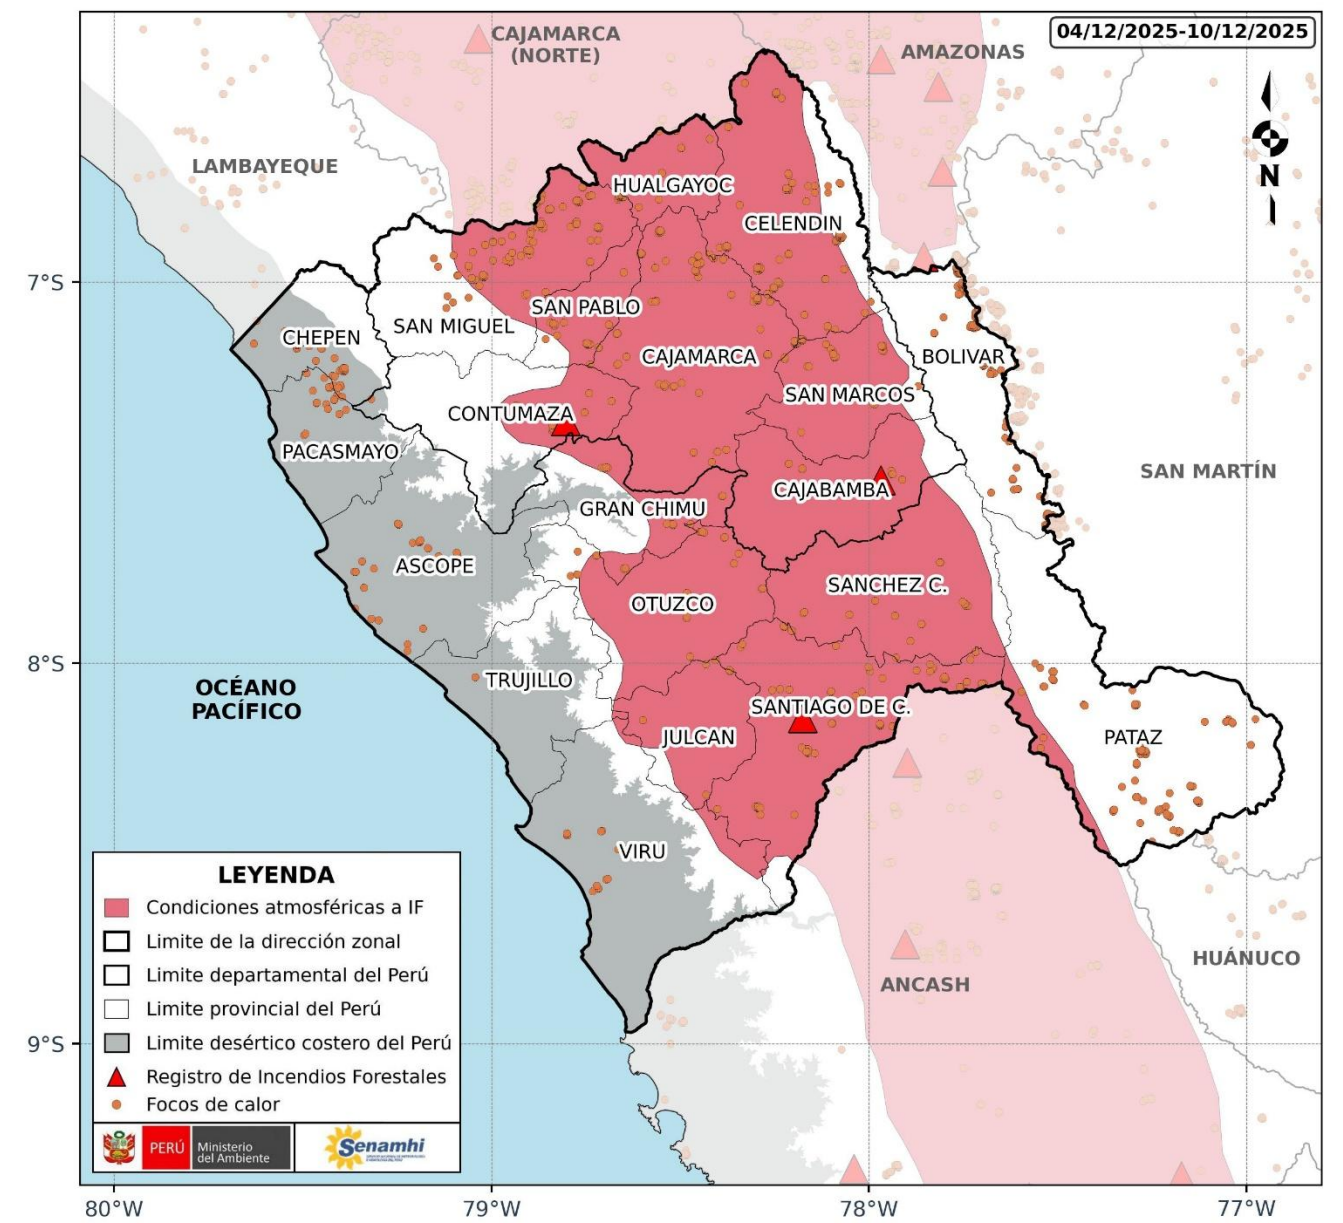 04/12/2025-10/12/2025
CAJAMARCA
(NORTE)
AMAZONAS
LAMBAYEQUE
N
HUALGAYOC
CELENDIN
7°S
SAN PABLO
SAN MIGUEL
CHEPEN
CAJAMARCA
BOLIVAR
SAN MARCOS
CONTUMAZA
PACASMAYO
SAN MARTÍN
CAJABAMBA
GRAN CHIMU
ASCOPE
SANCHEZ C.
OTUZCO
8°S
TRUJILLO
OCÉANO
PACÍFICO
SANTIAGO DE C.
JULCAN
PATAZ
VIRU
HUÁNUCO
ANCASH
9°S
LEYENDA
Condiciones atmosféricas a IF
Limite de la dirección zonal
Limite departamental del Perú
Limite provincial del Perú
Limite desértico costero del Perú
Registro de Incendios Forestales
Focos de calor
PERÚ
Ministerio
del Ambiente
Senamhi
80°W
79°W
78°W
77°W